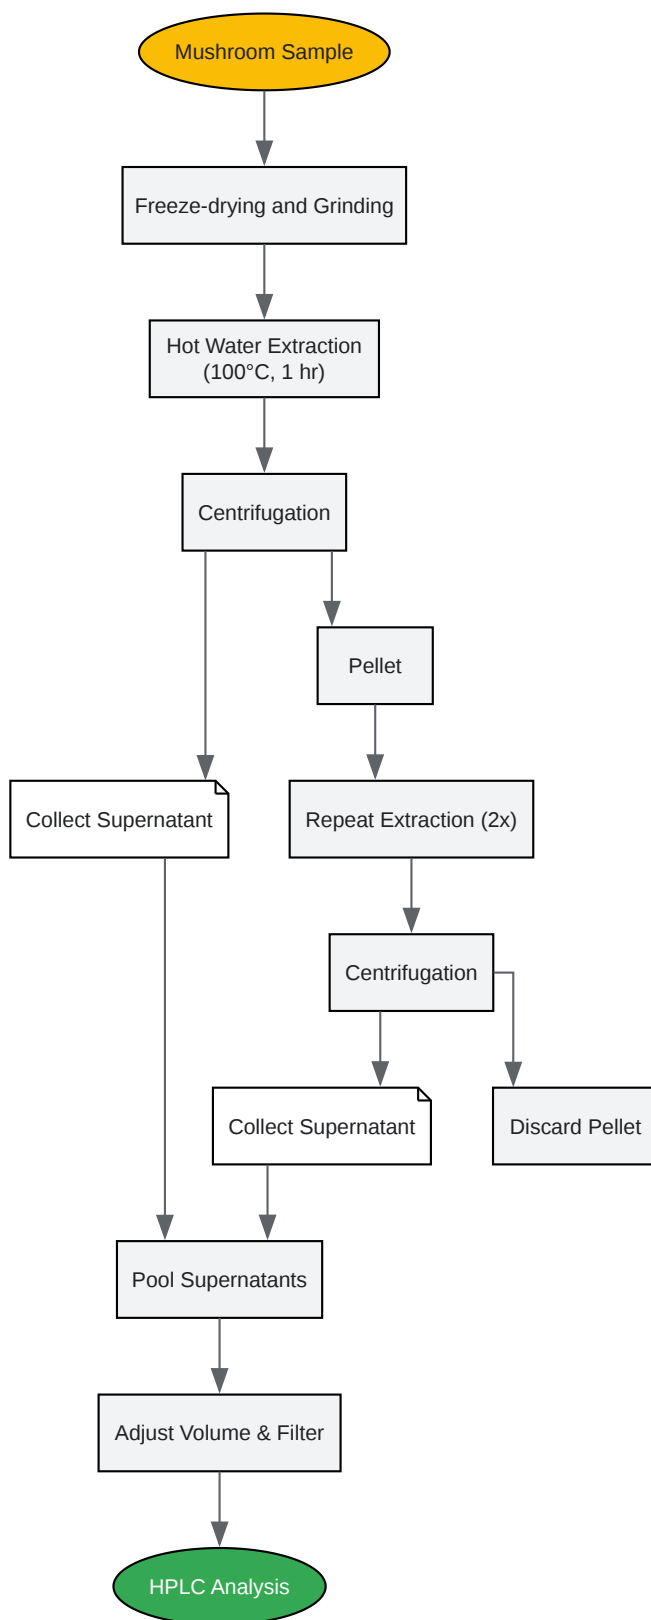 Mushroom Sample
Freeze-drying and Grinding
Hot Water Extraction
(100°C, 1 hr)
Centrifugation
Pellet
Collect Supernatant
Repeat Extraction (2x)
Centrifugation
Collect Supernatant
Discard Pellet
Pool Supernatants
Adjust Volume & Filter
HPLC Analysis